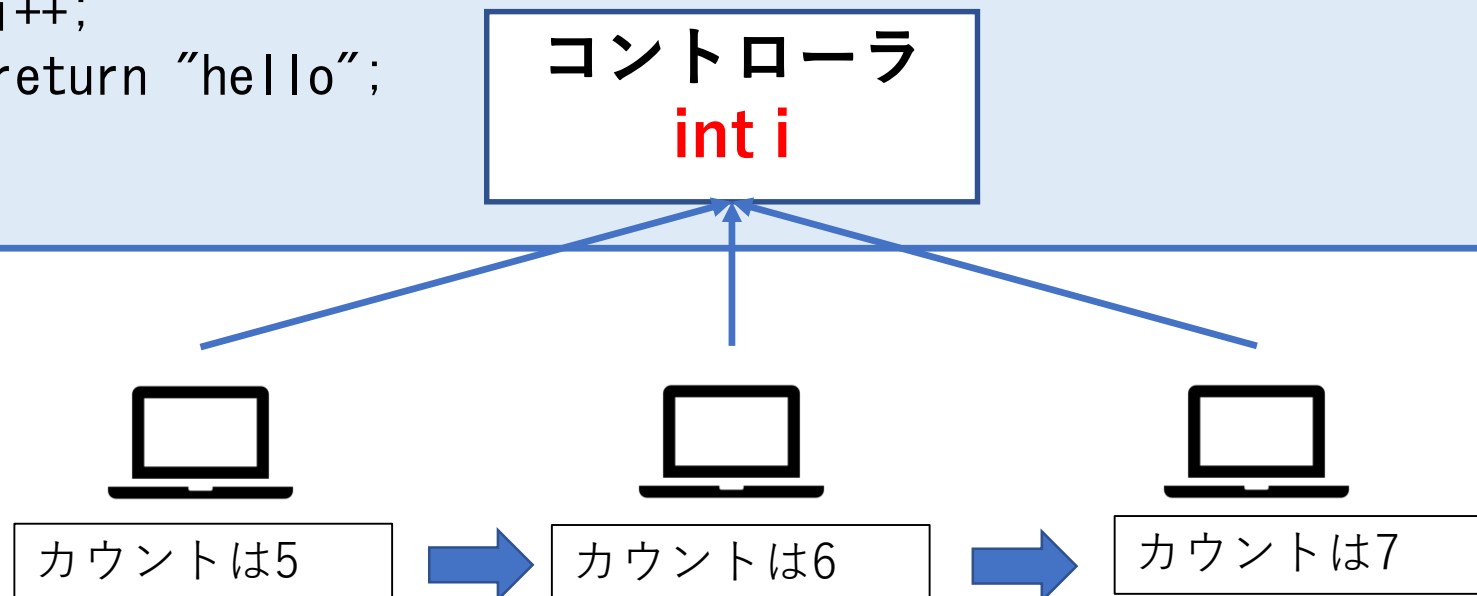 i++;
return "hello";
コントローラ
int i
カウントは5
カウントは6
カウントは7